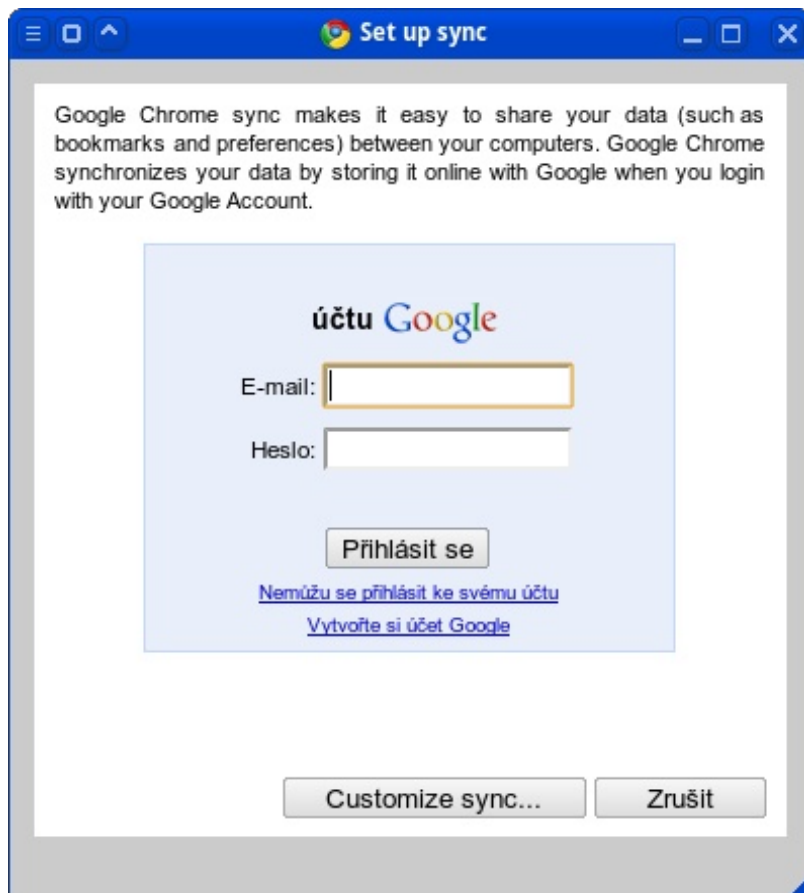 Set up sync
Google Chrome sync makes it easy to share your data (such as
bookmarks and preferences) between your computers. Google Chrome
synchronizes your data by storing it online with Google when you login
with your Google Account.
účtu Google
E-mail:
Heslo:
Přihlásit se
Nemůžu se přihlásit ke svému účtu
Vytvořte si účet Google
Customize sync...
Zrušit